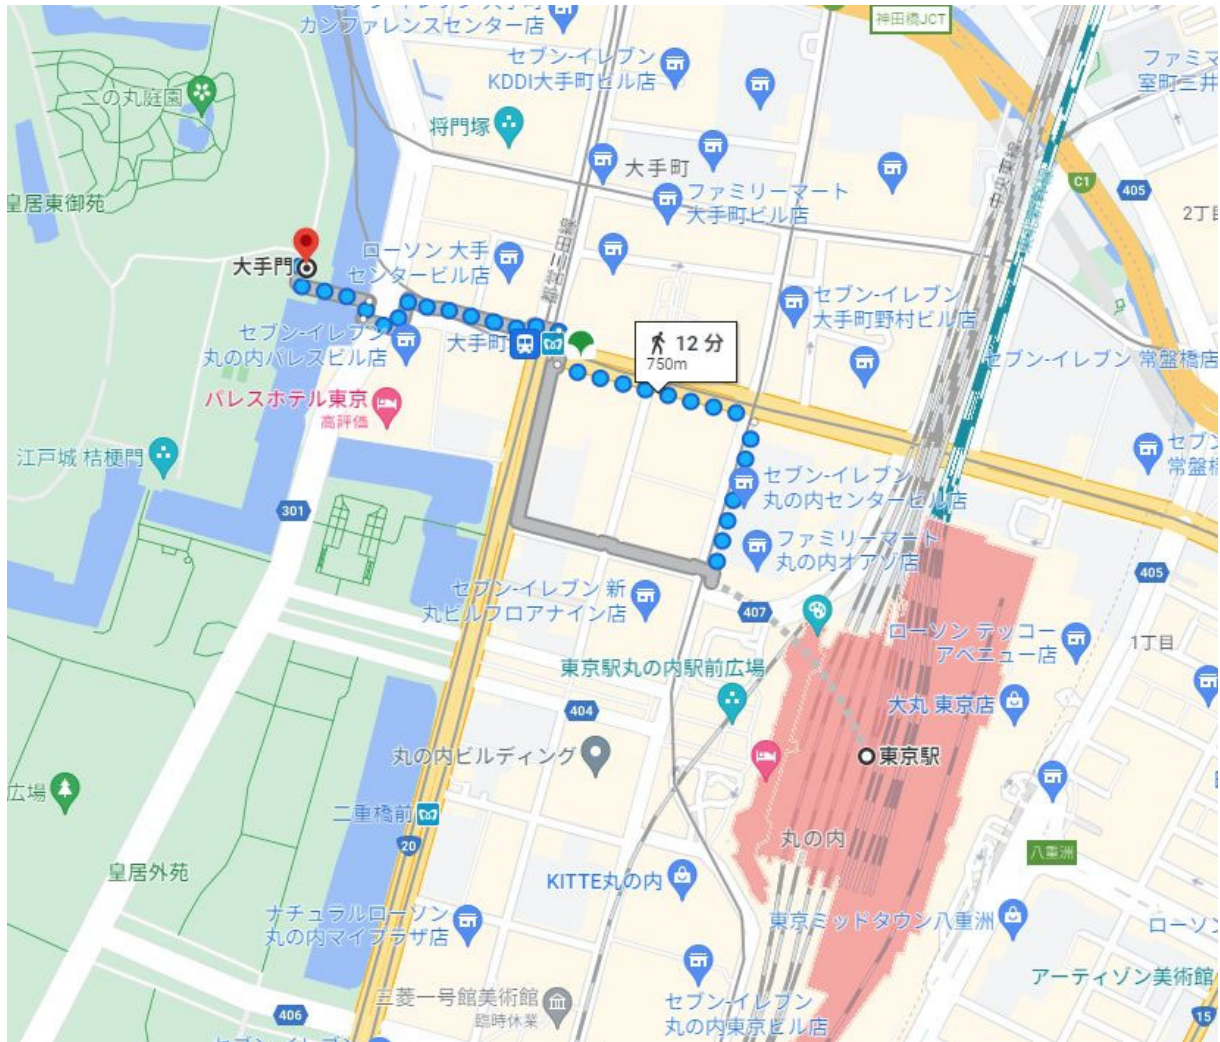 カンファレンスセンター店
神田橋JCT
セブン-イレブン
KDDI大手町ビル店
ファミマ
室町三井
二の丸庭園
将門塚
大手町
中央本線
C1
405
ファミリーマート
大手町ビル店
2丁目
皇居東御苑
都営三田線
ローソン 大手
センタービル店
大手門
セブン-イレブン
大手町野村ビル店
セブン-イレブン
丸の内パレスビル店
大手町
12 分
750m
セブン-イレブン 常盤橋店
パレスホテル東京
高評価
江戸城 桔梗門
セブン
常盤橋
セブン-イレブン
丸の内センタービル店
301
ファミリーマート
丸の内オアゾ店
405
セブン-イレブン 新
丸ビルフロアナイン店
407
ローソン テッコー
アベニュー店
1丁目
東京駅丸の内駅前広場
大丸 東京店
404
丸の内ビルディング
東京駅
広場
二重橋前
20
丸の内
八重洲
皇居外苑
KITTE丸の内
ナチュラルローソン
丸の内マイプラザ店
東京ミッドタウン八重洲
ローソン
アーティゾン美術館
三菱一号館美術館
臨時休業
セブン-イレブン
丸の内東京ビル店
406
15